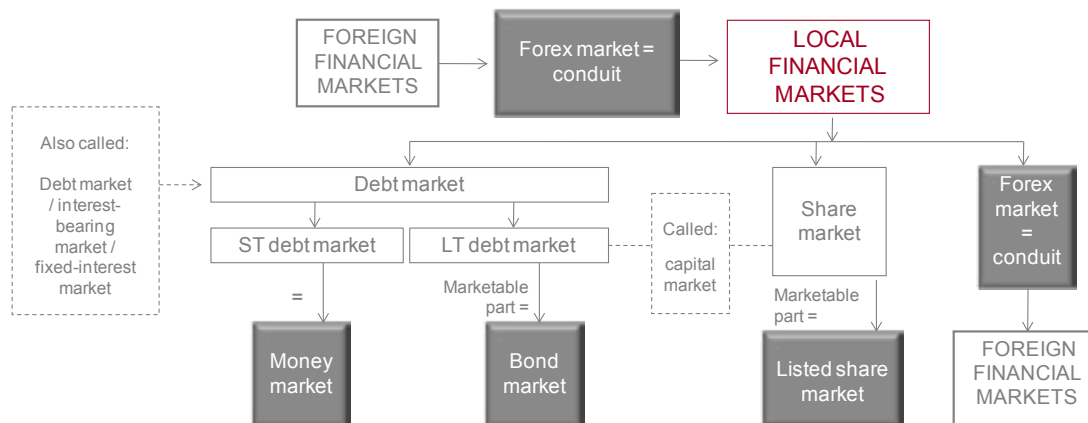 FOREIGN
FINANCIAL
MARKETS
Forex market =
conduit
LOCAL
FINANCIAL
MARKETS
Also called:
Debt market
/ interest-
bearing
market /
fixed-interest
market
Debt market
ST debt market
LT debt market
Called:
capital
market
Share
market
Forex
market
=
conduit
=
Marketable
part =
Marketable
part =
Money
market
Bond
market
Listed share
market
FOREIGN
FINANCIAL
MARKETS